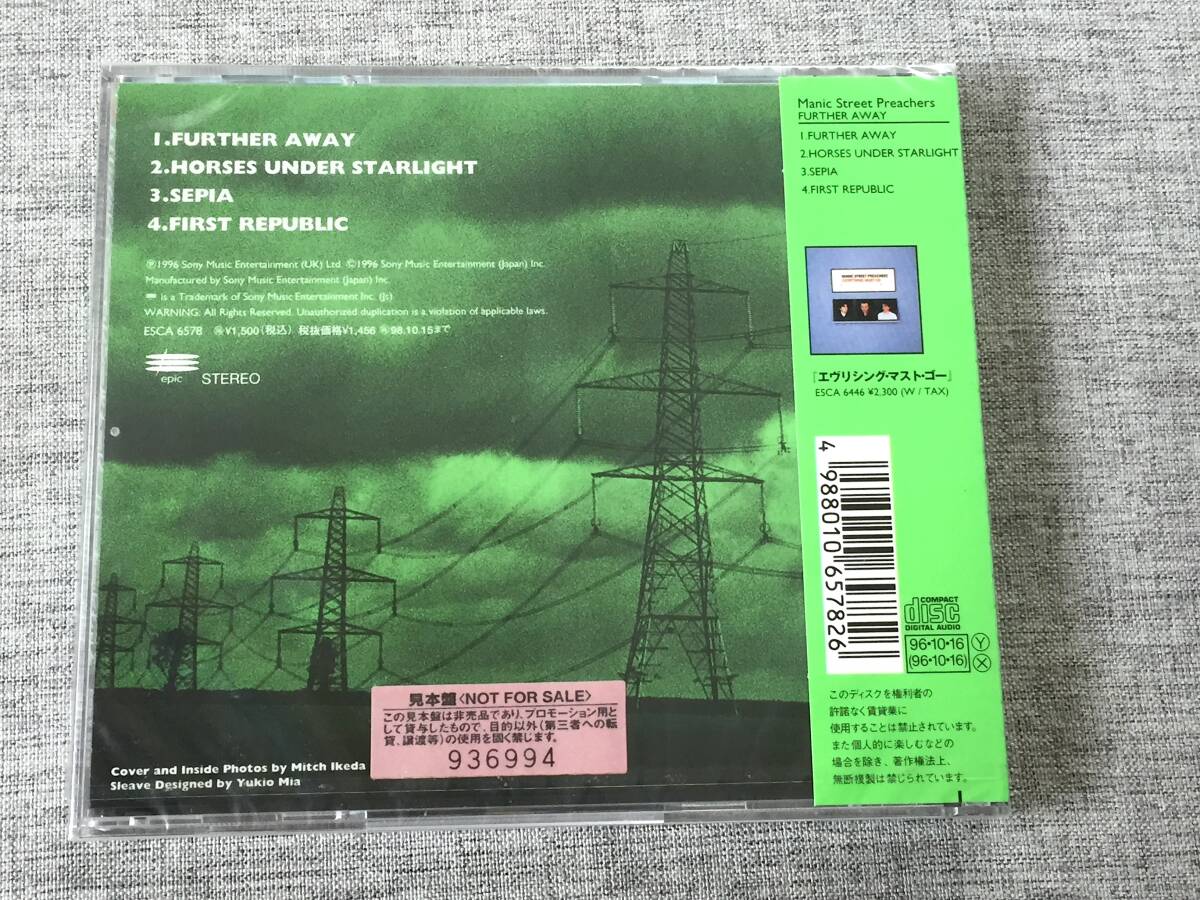 1.FURTHER AWAY
2.HORSES UNDER STARLIGHT
3.SEPIA
4.FIRST REPUBLIC
℗1996 Sony Music Entertainment (UK) Ltd. ©1996 Sony Music Entertainment (Japan) Inc.
Manufactured by Sony Music Entertainment (Japan) Inc.
is a Trademark of Sony Music Entertainment Inc. (Js)
WARNING: All Rights Reserved. Unauthorized duplication is a violation of applicable laws.
ESCA 6578 ¥1,500(税込) 税抜価格¥1,456 98.10.15まで
epic STEREO
見本盤<NOT FOR SALE>
この見本盤は非売品であり、プロモーション用と
して貸与したもので、目的以外(第三者への転
貸、譲渡等)の使用を固く禁じます。
936994
Cover and Inside Photos by Mitch Ikeda
Sleave Designed by Yukio Mia
Manic Street Preachers
FURTHER AWAY
1.FURTHER AWAY
2.HORSES UNDER STARLIGHT
3.SEPIA
4.FIRST REPUBLIC
MANIC STREET PREACHERS
EVERYTHING MUST GO
『エヴリシング・マスト・ゴー』
ESCA 6446 ¥2,300 (W / TAX)
4 988010 657826
COMPACT
disc
DIGITAL AUDIO
96・10・16 Y
(96・10・16) X
このディスクを権利者の
許諾なく賃貸業に
使用することは禁止されています。
また個人的に楽しむなどの
場合を除き、著作権法上、
無断複製は禁じられています。